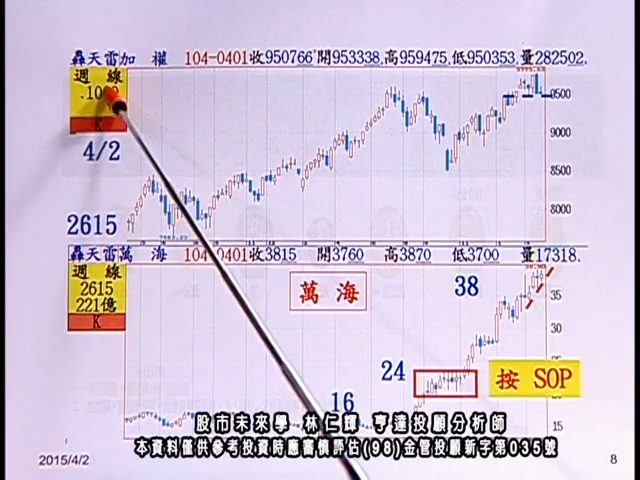 轟天雷加 權 104-0401收950766 開953338 高959475 低950353 量282502
週 線
K
4/2
2615
9500
9000
8500
8000
轟天雷萬 海 104-0401收3815 開3760 高3870 低3700 量17318
週 線
2615
221億
K
萬 海
38
35
30
25
20
15
24
按 SOP
16
股市未來學 林仁輝 亨達投顧分析師
本資料僅供參考投資時應審慎評估(98)金管投顧新字第035號
2015/4/2
8